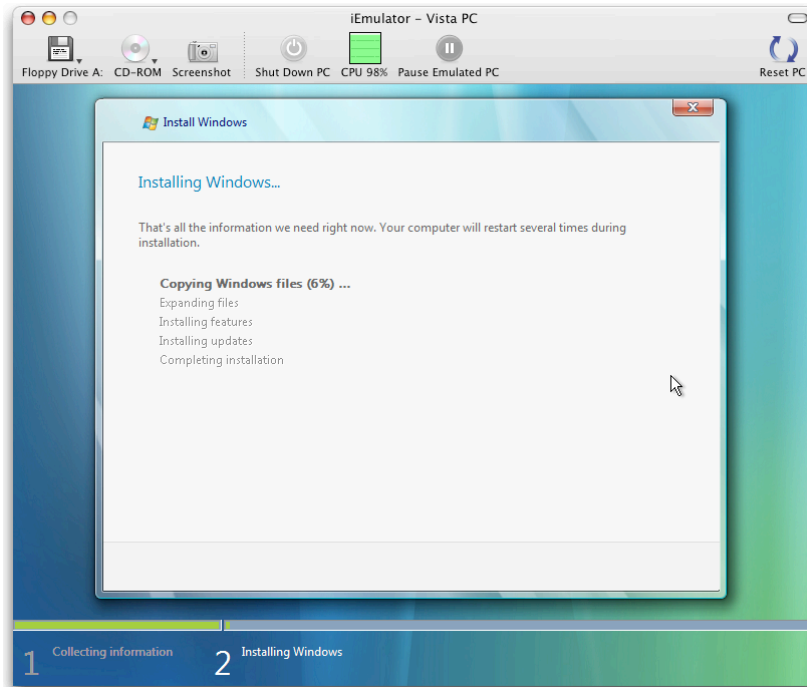 iEmulator – Vista PC
Floppy Drive A: CD-ROM Screenshot Shut Down PC CPU 98% Pause Emulated PC Reset PC
Install Windows
Installing Windows...
That's all the information we need right now. Your computer will restart several times during
installation.
Copying Windows files (6%) ...
Expanding files
Installing features
Installing updates
Completing installation
1 Collecting information 2 Installing Windows